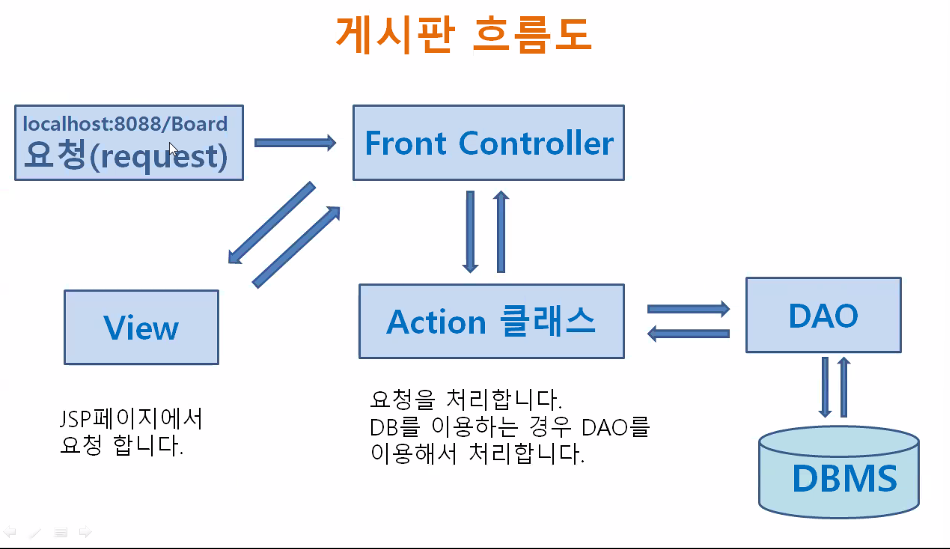 게시판 흐름도
localhost:8088/Board
요청(request)
Front Controller
View
Action 클래스
DAO
JSP페이지에서
요청 합니다.
요청을 처리합니다.
DB를 이용하는 경우 DAO를
이용해서 처리합니다.
DBMS